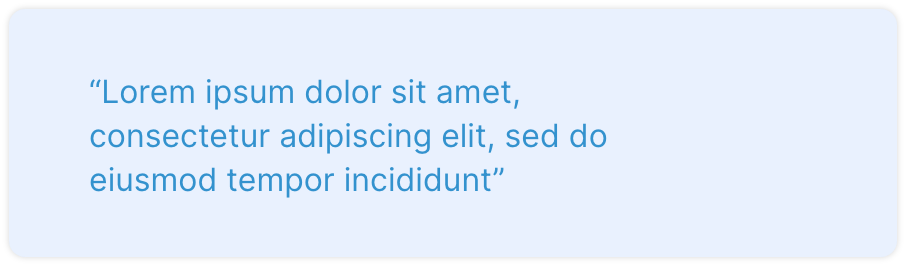 “Lorem ipsum dolor sit amet,
consectetur adipiscing elit, sed do
eiusmod tempor incididunt”